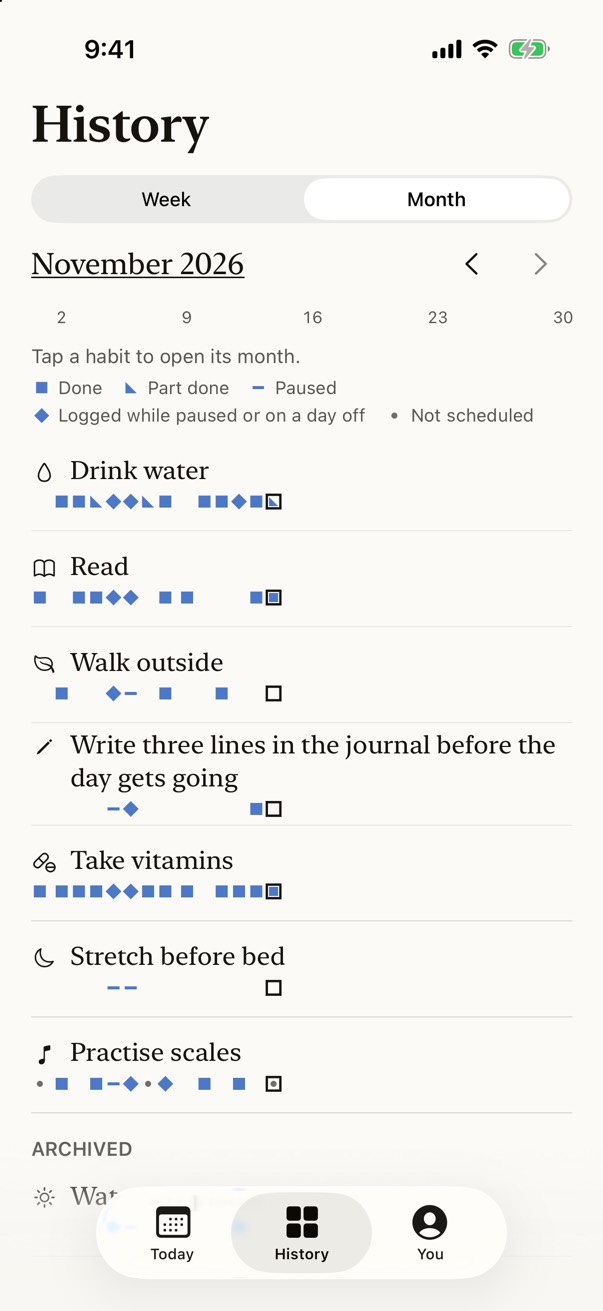 9:41
History
Week Month
November 2026
2 9 16 23 30
Tap a habit to open its month.
Done Part done Paused
Logged while paused or on a day off Not scheduled
Drink water
Read
Walk outside
Write three lines in the journal before the
day gets going
Take vitamins
Stretch before bed
Practise scales
ARCHIVED
Today History You